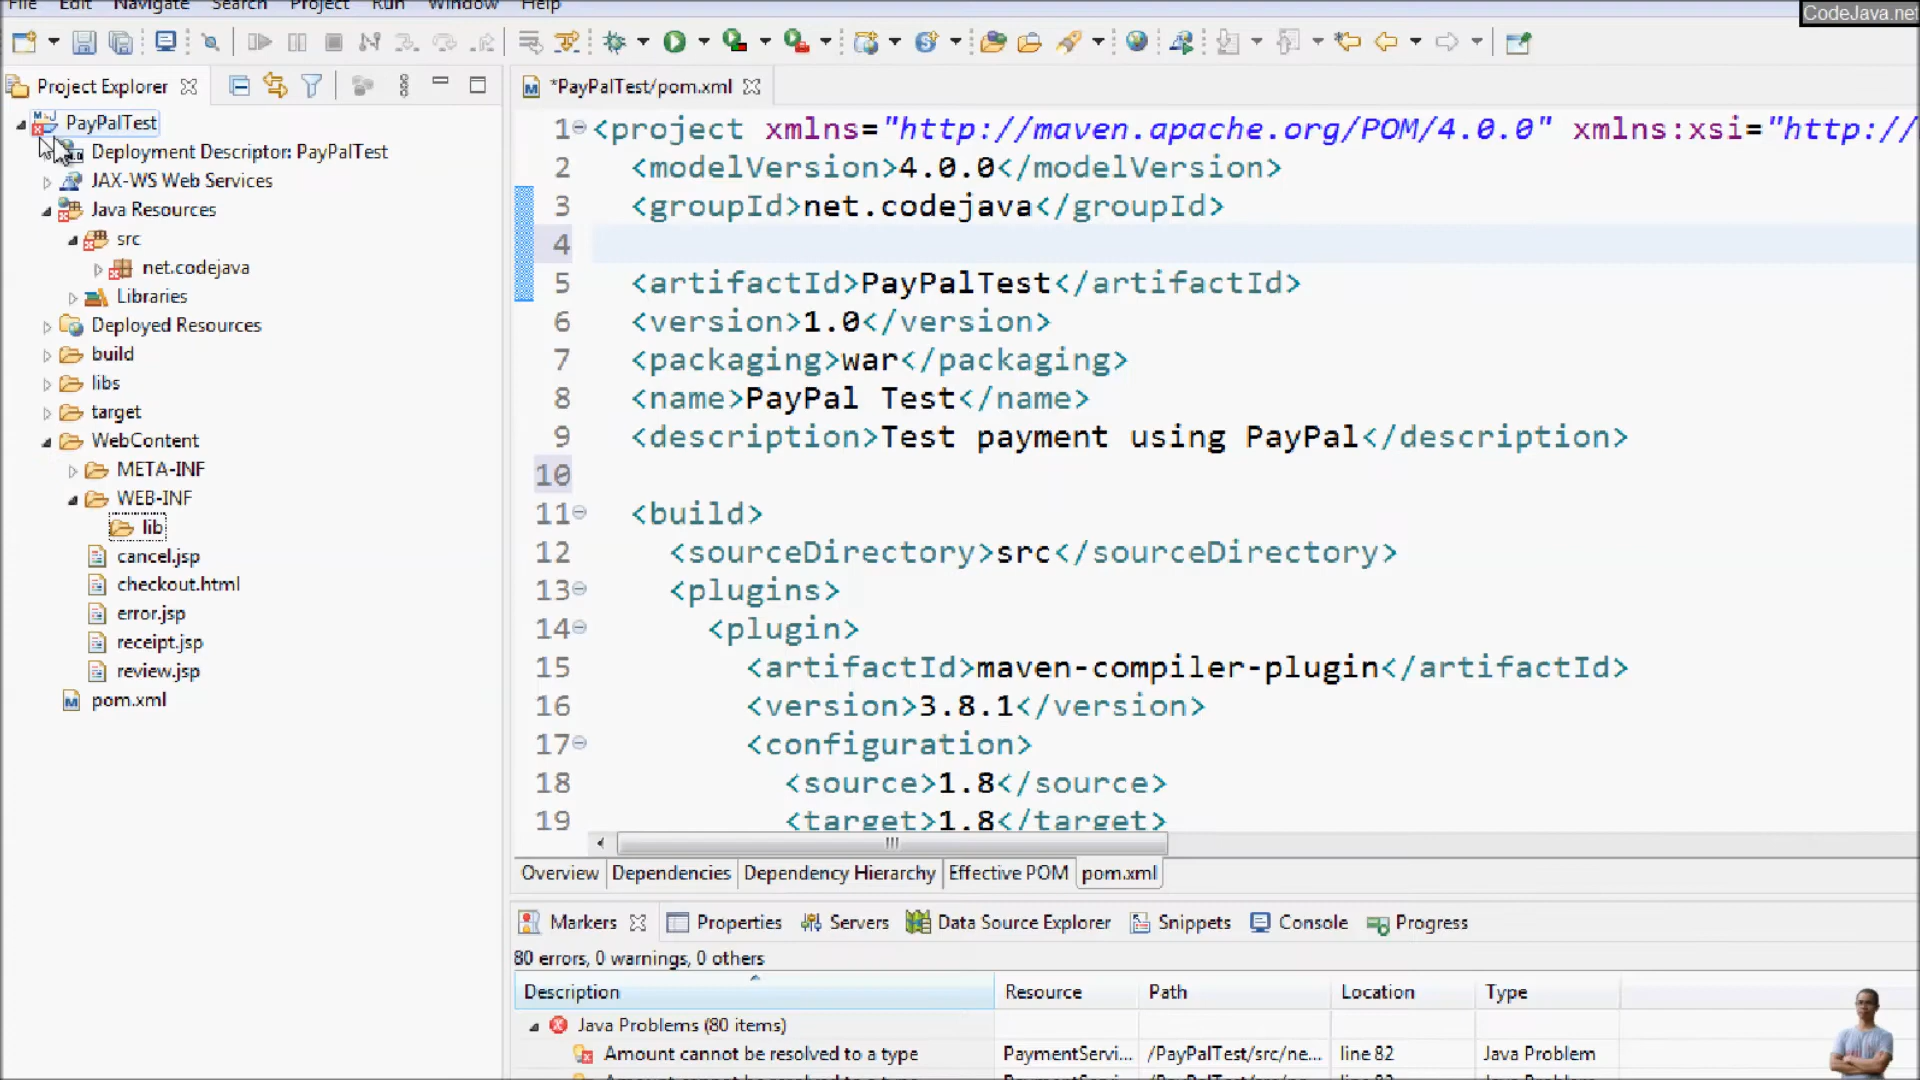 File Edit Navigate Search Project Run Window Help
CodeJava.net
Project Explorer
PayPalTest
Deployment Descriptor: PayPalTest
JAX-WS Web Services
Java Resources
src
net.codejava
Libraries
Deployed Resources
build
libs
target
WebContent
META-INF
WEB-INF
lib
cancel.jsp
checkout.html
error.jsp
receipt.jsp
review.jsp
pom.xml
*PayPalTest/pom.xml
1 <project xmlns="http://maven.apache.org/POM/4.0.0" xmlns:xsi="http://
2 <modelVersion>4.0.0</modelVersion>
3 <groupId>net.codejava</groupId>
4
5 <artifactId>PayPalTest</artifactId>
6 <version>1.0</version>
7 <packaging>war</packaging>
8 <name>PayPal Test</name>
9 <description>Test payment using PayPal</description>
10
11 <build>
12 <sourceDirectory>src</sourceDirectory>
13 <plugins>
14 <plugin>
15 <artifactId>maven-compiler-plugin</artifactId>
16 <version>3.8.1</version>
17 <configuration>
18 <source>1.8</source>
19 <target>1.8</target>
Overview Dependencies Dependency Hierarchy Effective POM pom.xml
Markers Properties Servers Data Source Explorer Snippets Console Progress
80 errors, 0 warnings, 0 others
Description Resource Path Location Type
Java Problems (80 items)
Amount cannot be resolved to a type PaymentServi... /PayPalTest/src/ne... line 82 Java Problem